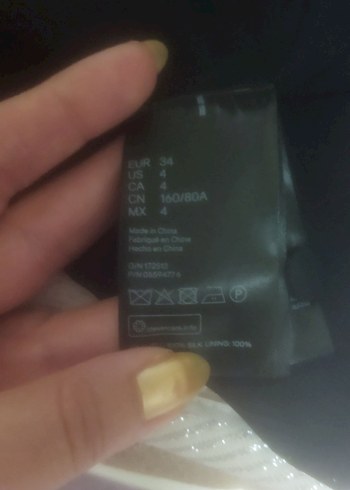 EUR 34
US 4
CA 4
CN 160/80A
MX 4
Made in China
Fabriqué en China
Hecho en China
P
100% SILK. LINING: 100%